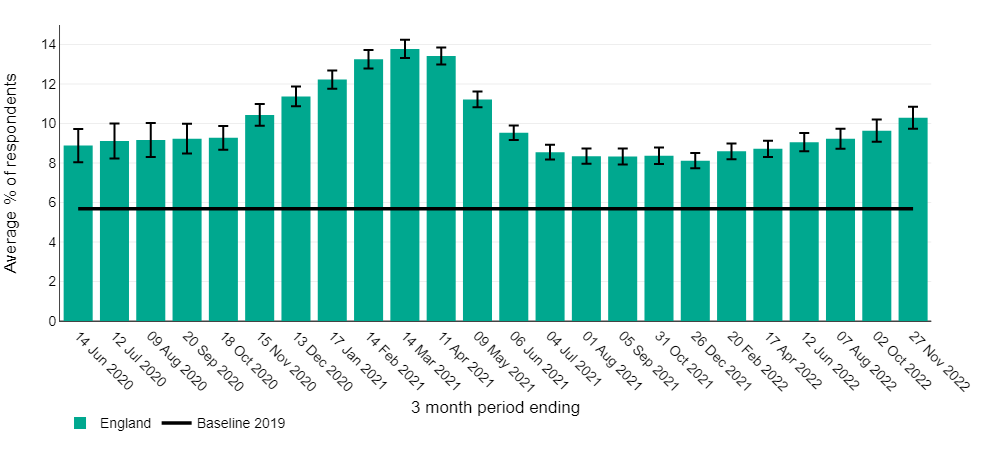 Average % of respondents
14
12
10
8
6
4
2
0
14 Jun 2020
12 Jul 2020
09 Aug 2020
20 Sep 2020
18 Oct 2020
15 Nov 2020
13 Dec 2020
17 Jan 2021
14 Feb 2021
14 Mar 2021
11 Apr 2021
09 May 2021
06 Jun 2021
04 Jul 2021
01 Aug 2021
05 Sep 2021
31 Oct 2021
26 Dec 2021
20 Feb 2022
17 Apr 2022
12 Jun 2022
07 Aug 2022
02 Oct 2022
27 Nov 2022
3 month period ending
England
Baseline 2019